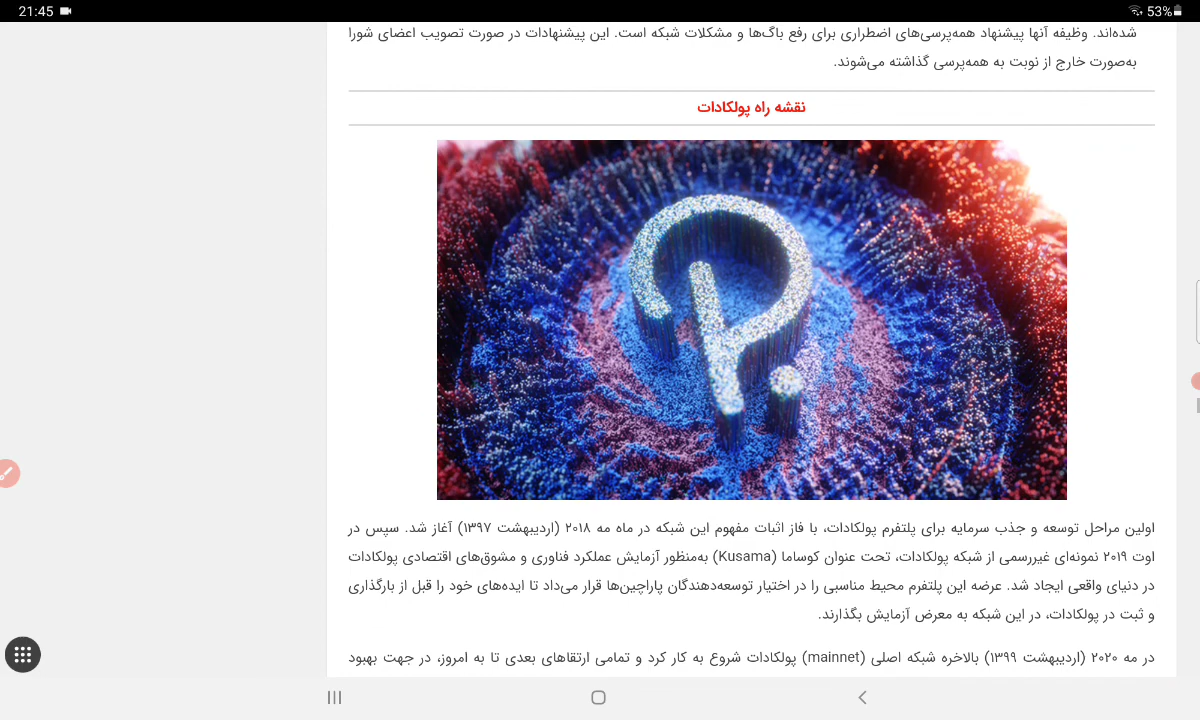 21:45
53%
شده‌اند. وظیفه آنها پیشنهاد همه‌پرسی‌های اضطراری برای رفع باگ‌ها و مشکلات شبکه است. این پیشنهادات در صورت تصویب اعضای شورا
به‌صورت خارج از نوبت به همه‌پرسی گذاشته می‌شوند.
نقشه راه پولکادات
اولین مراحل توسعه و جذب سرمایه برای پلتفرم پولکادات، با فاز اثبات مفهوم این شبکه در ماه مه ۲۰۱۸ (اردیبهشت ۱۳۹۷) آغاز شد. سپس در
اوت ۲۰۱۹ نمونه‌ای غیررسمی از شبکه پولکادات، تحت عنوان کوساما (Kusama) به‌منظور آزمایش عملکرد فناوری و مشوق‌های اقتصادی پولکادات
در دنیای واقعی ایجاد شد. عرضه این پلتفرم محیط مناسبی را در اختیار توسعه‌دهندگان پاراچین‌ها قرار می‌داد تا ایده‌های خود را قبل از بارگذاری
و ثبت در پولکادات، در این شبکه به معرض آزمایش بگذارند.
در مه ۲۰۲۰ (اردیبهشت ۱۳۹۹) بالاخره شبکه اصلی (mainnet) پولکادات شروع به کار کرد و تمامی ارتقاهای بعدی تا به امروز، در جهت بهبود